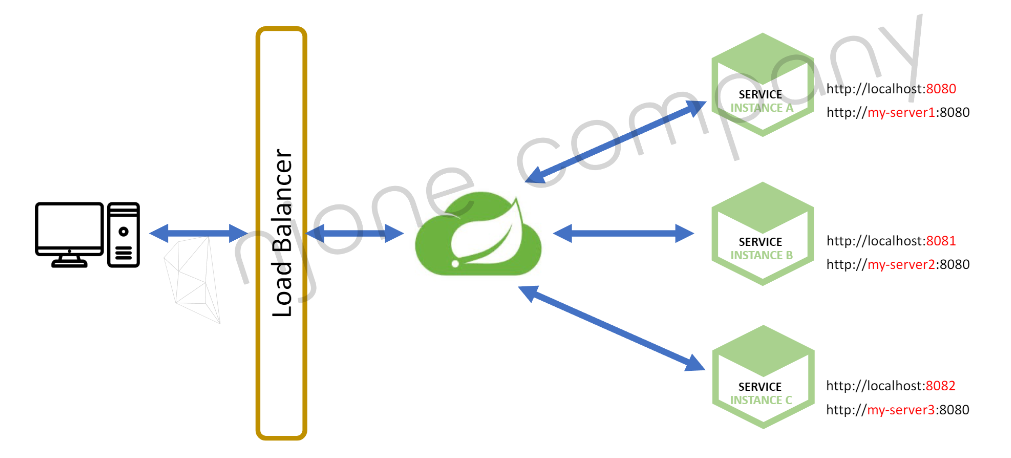 njone company
Load Balancer
SERVICE
INSTANCE A
http://localhost:8080
http://my-server1:8080
SERVICE
INSTANCE B
http://localhost:8081
http://my-server2:8080
SERVICE
INSTANCE C
http://localhost:8082
http://my-server3:8080